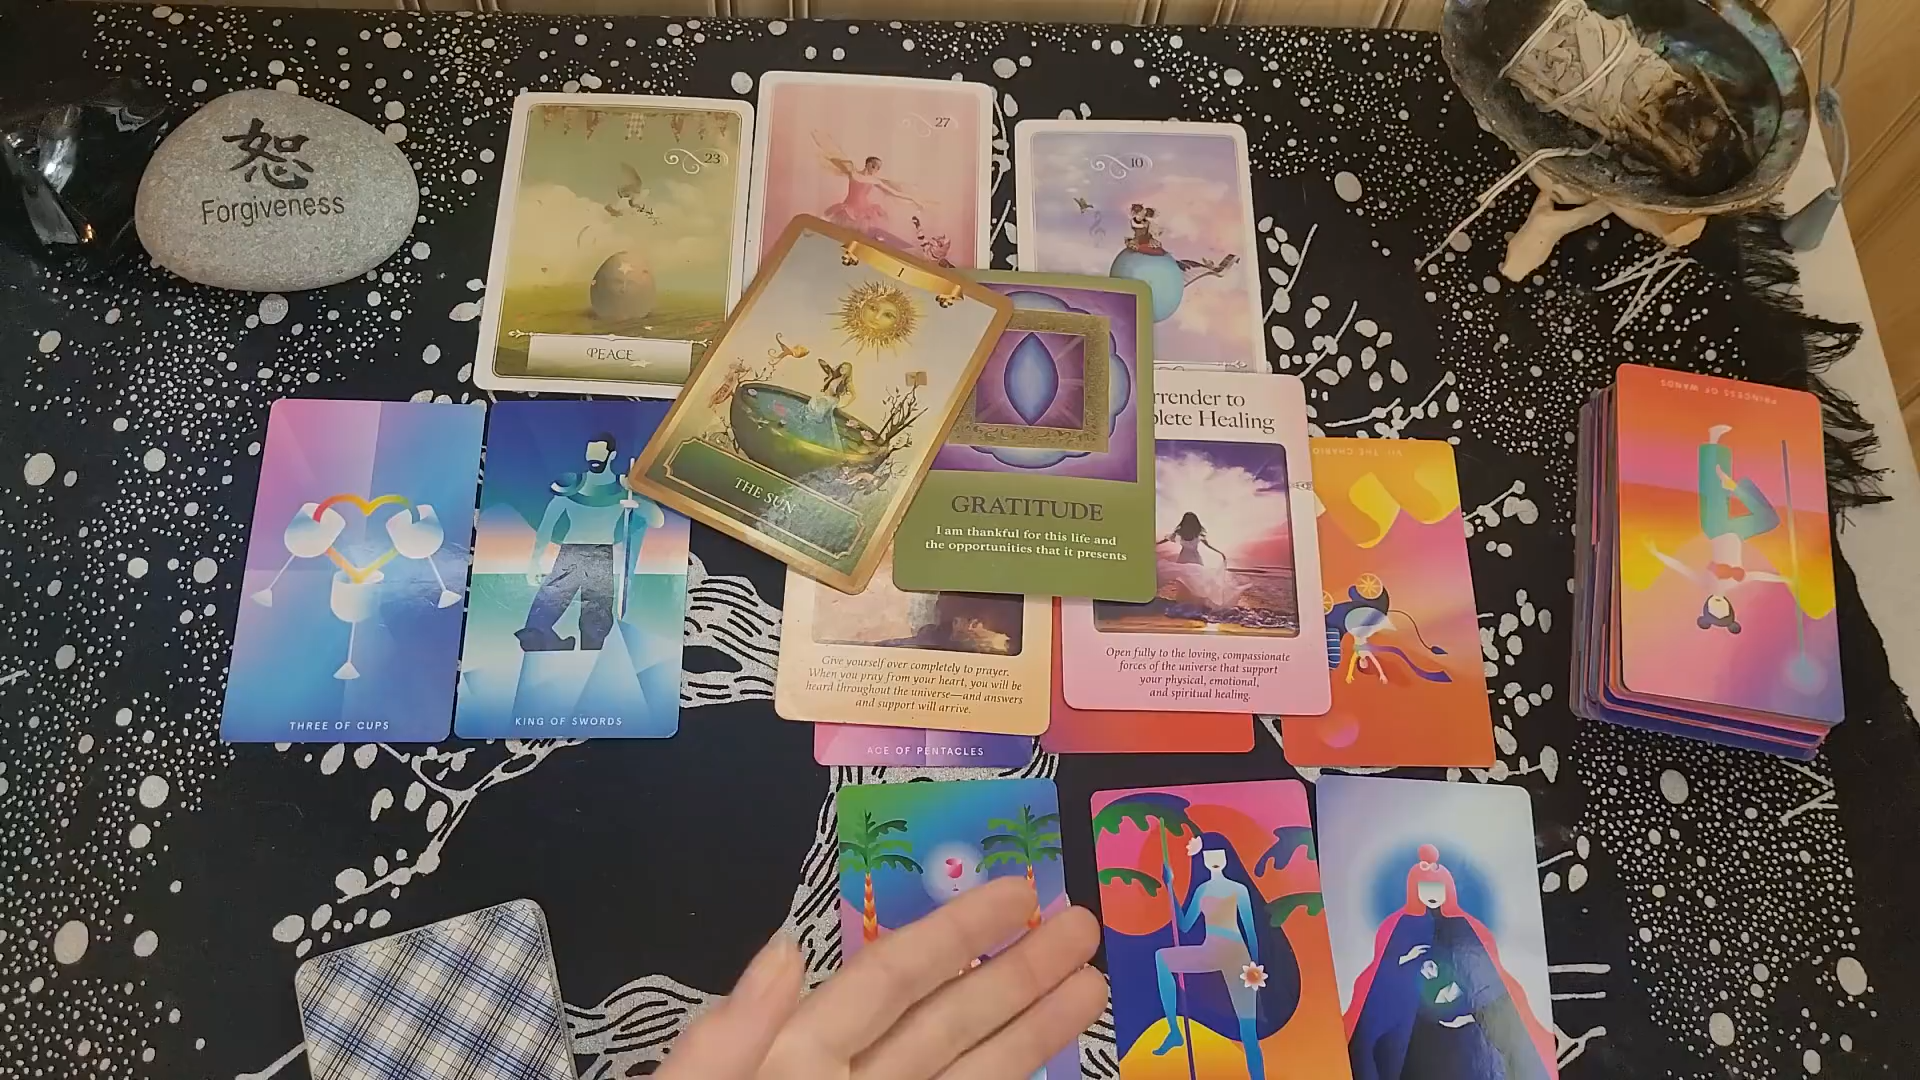 恕
Forgiveness
23
27
10
PEACE
I
THE SUN
GRATITUDE
I am thankful for this life and
the opportunities that it presents
rrender to
plete Healing
Open fully to the loving, compassionate
forces of the universe that support
your physical, emotional,
and spiritual healing.
Give yourself over completely to prayer.
When you pray from your heart, you will be
heard throughout the universe—and answers
and support will arrive.
THREE OF CUPS
KING OF SWORDS
ACE OF PENTACLES
VII. THE CHARIO
PRINCESS OF WANDS